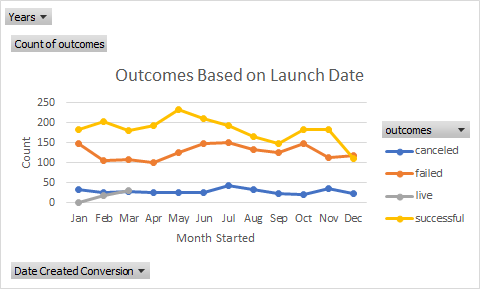 Years
Count of outcomes
Outcomes Based on Launch Date
250
200
150
100
50
0
Count
Jan Feb Mar Apr May Jun Jul Aug Sep Oct Nov Dec
Month Started
outcomes
canceled
failed
live
successful
Date Created Conversion